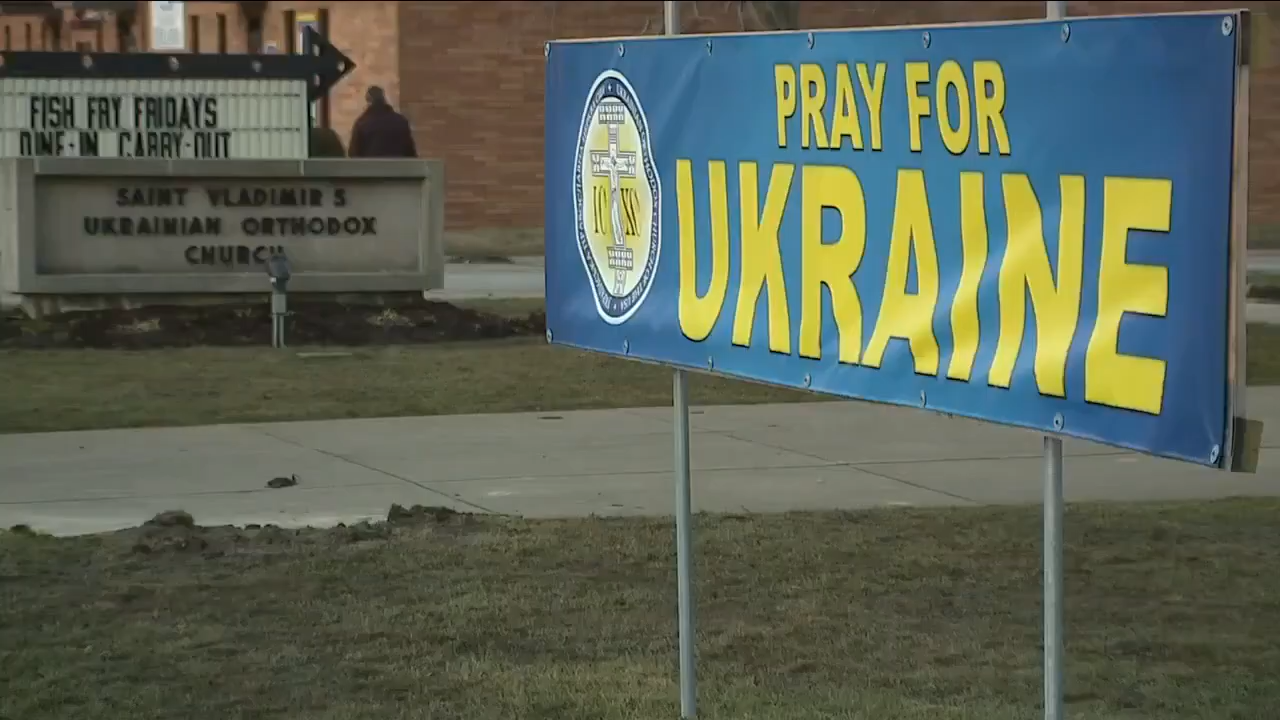 FISH FRY FRIDAYS
DINE-IN CARRY-OUT
SAINT VLADIMIR S
UKRAINIAN ORTHODOX
CHURCH
PRAY FOR
UKRAINE